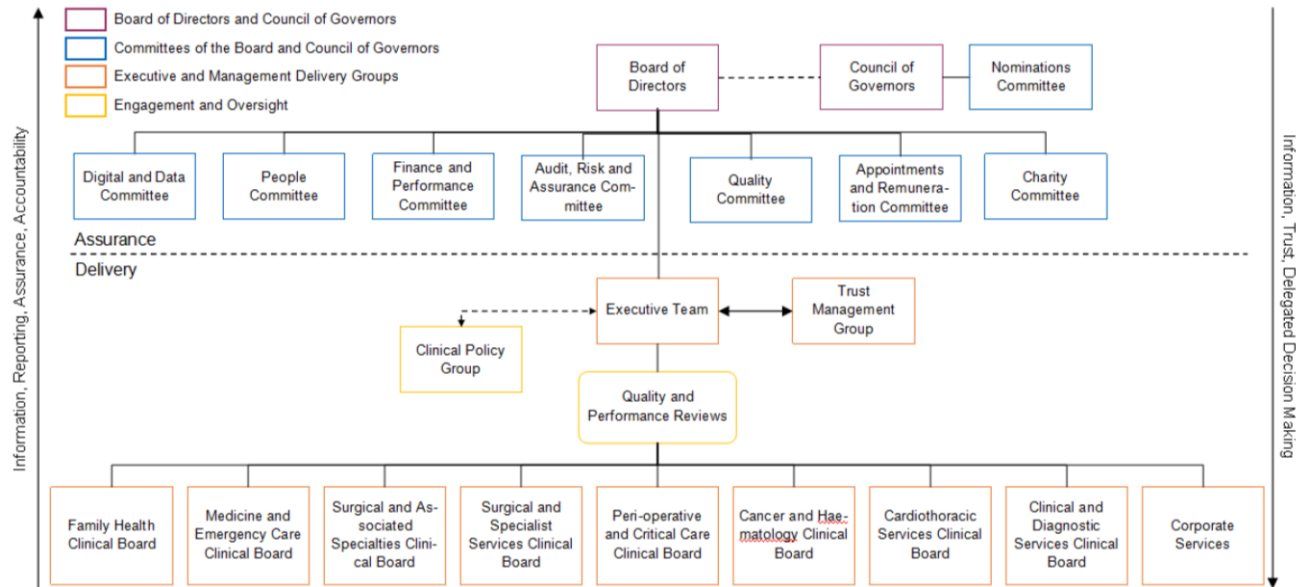 Board of Directors and Council of Governors
Committees of the Board and Council of Governors
Executive and Management Delivery Groups
Engagement and Oversight
Information, Reporting, Assurance, Accountability
Information, Trust, Delegated Decision Making
Board of
Directors
Council of
Governors
Nominations
Committee
Digital and Data
Committee
People
Committee
Finance and
Performance
Committee
Audit, Risk and
Assurance Com-
mittee
Quality
Committee
Appointments
and Remunera-
tion Committee
Charity
Committee
Assurance
Delivery
Executive Team
Trust
Management
Group
Clinical Policy
Group
Quality and
Performance Reviews
Family Health
Clinical Board
Medicine and
Emergency Care
Clinical Board
Surgical and As-
sociated
Specialties Clini-
cal Board
Surgical and
Specialist
Services Clinical
Board
Peri-operative
and Critical Care
Clinical Board
Cancer and Hae-
matology Clinical
Board
Cardiothoracic
Services Clinical
Board
Clinical and
Diagnostic
Services Clinical
Board
Corporate
Services